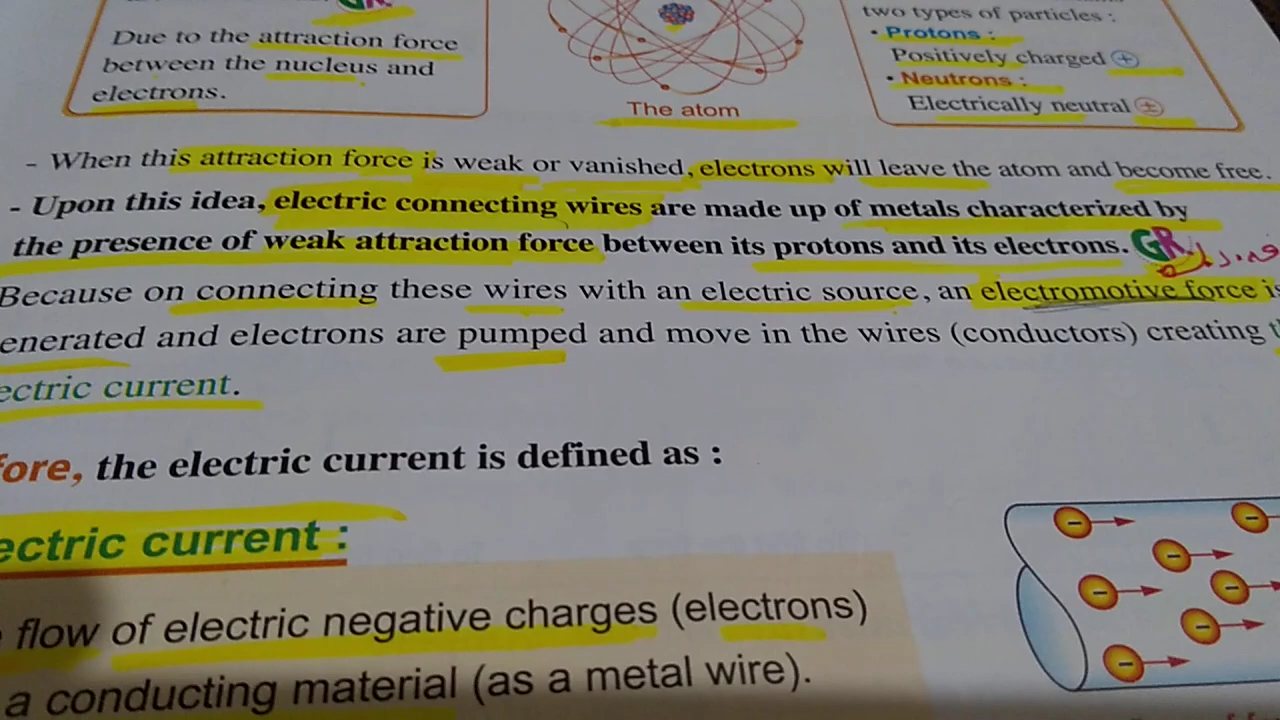 Due to the attraction force
between the nucleus and
electrons.
The atom
two types of particles :
• Protons :
Positively charged +
• Neutrons :
Electrically neutral ±
- When this attraction force is weak or vanished, electrons will leave the atom and become free.
- Upon this idea, electric connecting wires are made up of metals characterized by
the presence of weak attraction force between its protons and its electrons. GR
Because on connecting these wires with an electric source, an electromotive force is
enerated and electrons are pumped and move in the wires (conductors) creating t
ectric current.
fore, the electric current is defined as :
ectric current :
flow of electric negative charges (electrons)
a conducting material (as a metal wire).